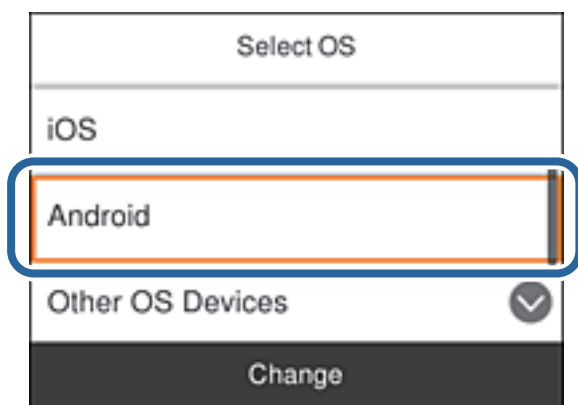 Select OS
iOS
Android
Other OS Devices
Change